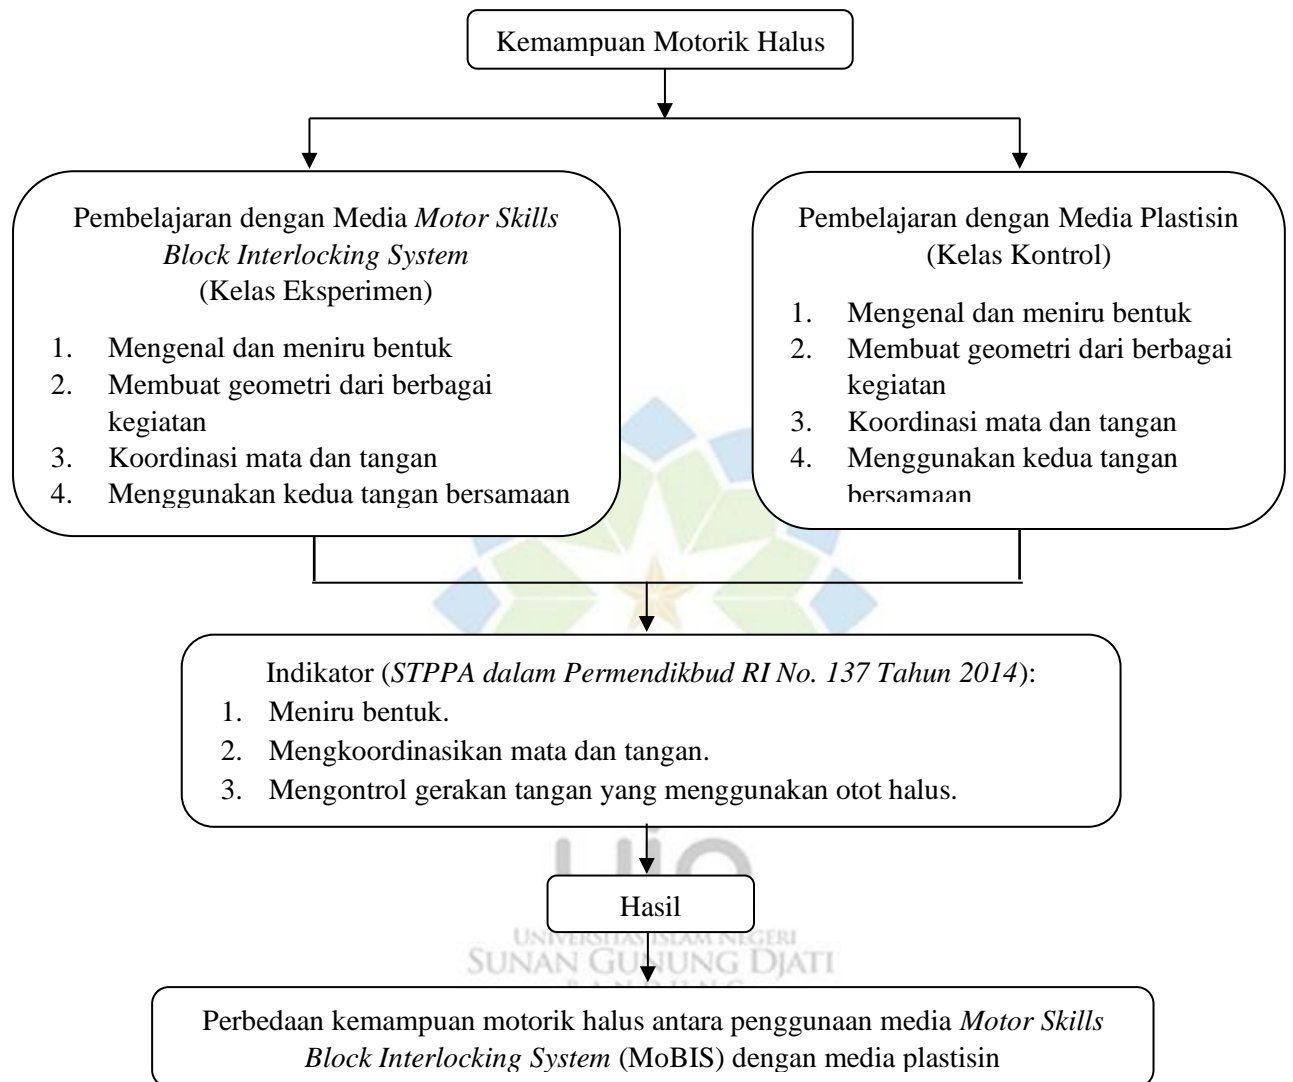 Kemampuan Motorik Halus
Pembelajaran dengan Media Motor Skills
Block Interlocking System
(Kelas Eksperimen)
1. Mengenal dan meniru bentuk
2. Membuat geometri dari berbagai
kegiatan
3. Koordinasi mata dan tangan
4. Menggunakan kedua tangan bersamaan
Pembelajaran dengan Media Plastisin
(Kelas Kontrol)
1. Mengenal dan meniru bentuk
2. Membuat geometri dari berbagai
kegiatan
3. Koordinasi mata dan tangan
4. Menggunakan kedua tangan
bersamaan
Indikator (STPPA dalam Permendikbud RI No. 137 Tahun 2014):
1. Meniru bentuk.
2. Mengkoordinasikan mata dan tangan.
3. Mengontrol gerakan tangan yang menggunakan otot halus.
uin
Hasil
UNIVERSITAS ISLAM NEGERI
SUNAN GUNUNG DJATI
BANDUNG
Perbedaan kemampuan motorik halus antara penggunaan media Motor Skills
Block Interlocking System (MoBIS) dengan media plastisin